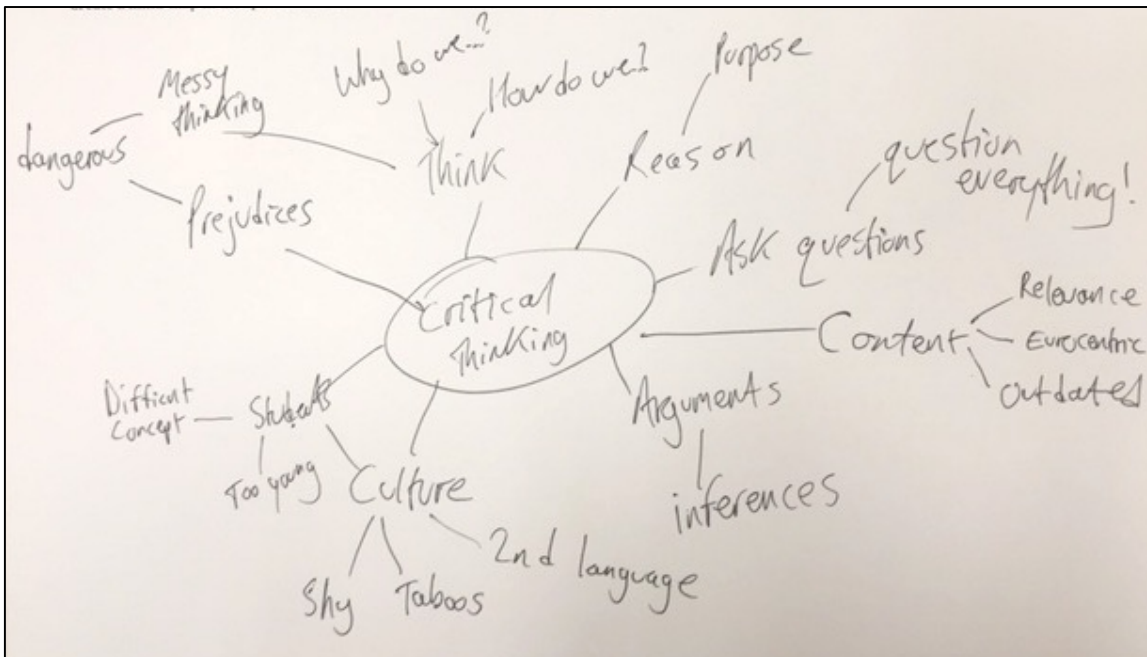 Why do we...?
How do we?
Purpose
Messy
thinking
dangerous
Think
Reason
question
everything!
Prejudizes
Ask questions
Critical
Thinking
Relevance
Content
Eurocentric
Outdated
Difficult
Concept
Students
Arguments
Too young
Culture
inferences
2nd language
Shy
Taboos